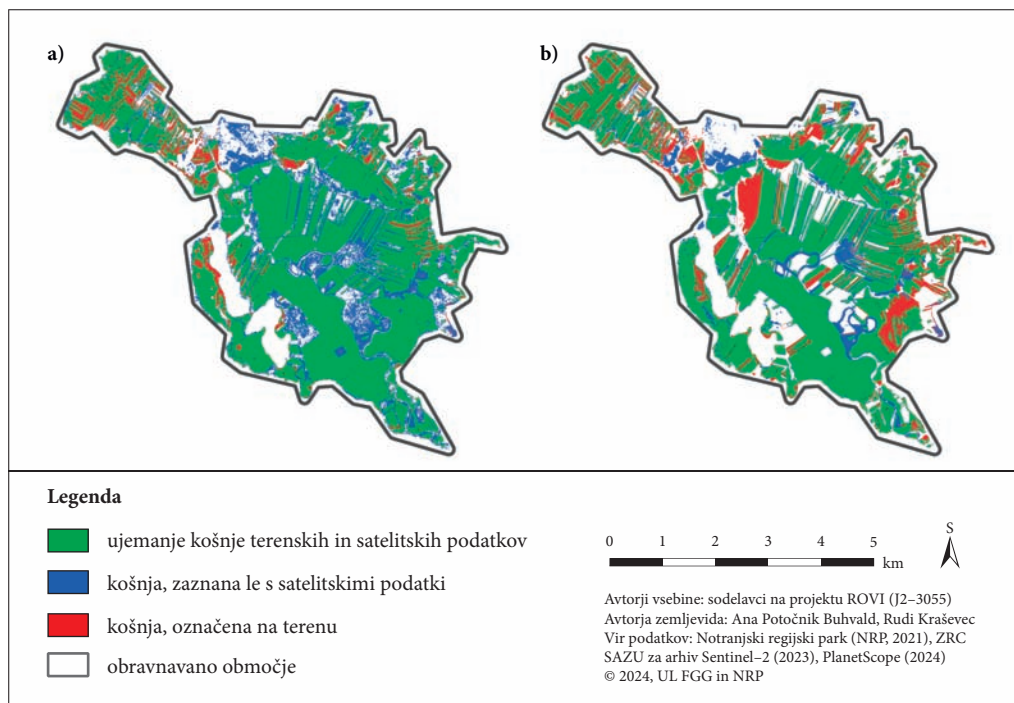 a)
b)
Legenda
ujemanje košnje terenskih in satelitskih podatkov
košnja, zaznana le s satelitskimi podatki
košnja, označena na terenu
obravnavano območje
0 1 2 3 4 5
km
S
Avtorji vsebine: sodelavci na projektu ROVI (J2–3055)
Avtorja zemljevida: Ana Potočnik Buhvald, Rudi Kraševec
Vir podatkov: Notranjski regijski park (NRP, 2021), ZRC
SAZU za arhiv Sentinel–2 (2023), PlanetScope (2024)
© 2024, UL FGG in NRP